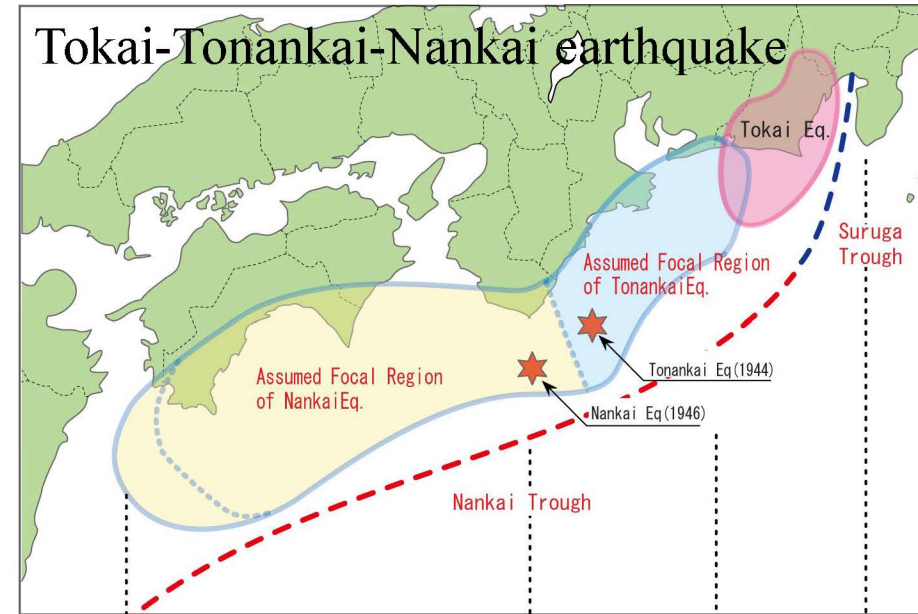 Tokai-Tonankai-Nankai earthquake
Tokai Eq.
Suruga
Trough
Assumed Focal Region
of TonankaiEq.
Tonankai Eq(1944)
Assumed Focal Region
of NankaiEq.
Nankai Eq(1946)
Nankai Trough